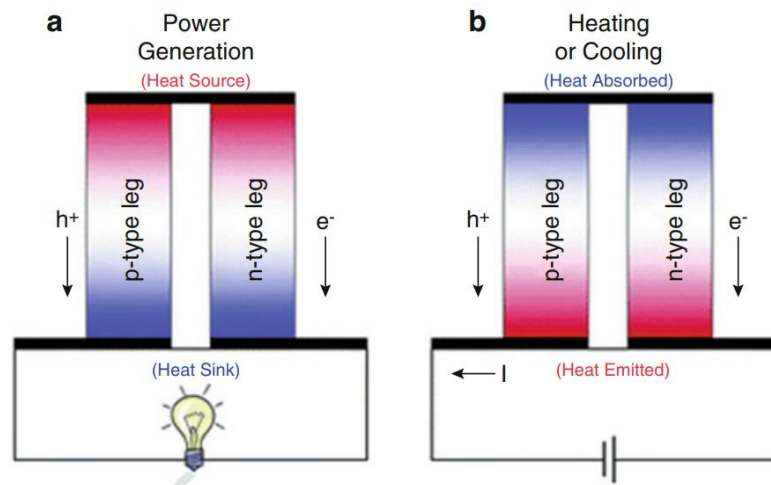 a
Power
Generation
(Heat Source)
h+
p-type leg
n-type leg
e-
(Heat Sink)
b
Heating
or Cooling
(Heat Absorbed)
h+
p-type leg
n-type leg
e-
I
(Heat Emitted)